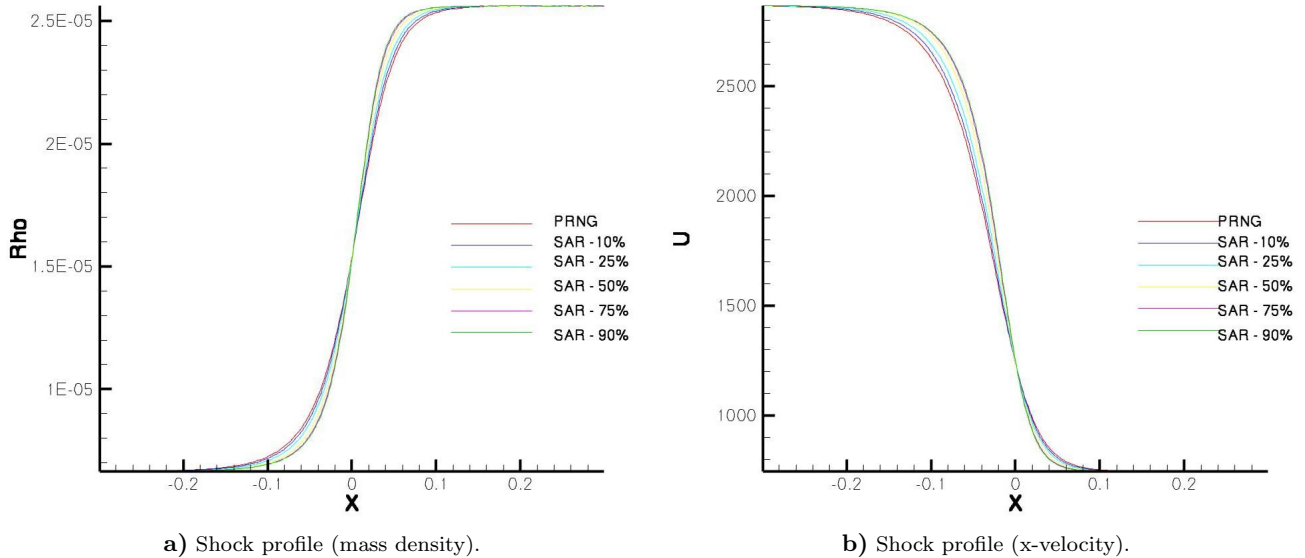 2.5E-05
2E-05
1.5E-05
1E-05
Rho
PRNG
SAR - 10%
SAR - 25%
SAR - 50%
SAR - 75%
SAR - 90%
-0.2 -0.1 0 0.1 0.2
X
a) Shock profile (mass density).
2500
2000
1500
1000
U
PRNG
SAR - 10%
SAR - 25%
SAR - 50%
SAR - 75%
SAR - 90%
-0.2 -0.1 0 0.1 0.2
X
b) Shock profile (x-velocity).